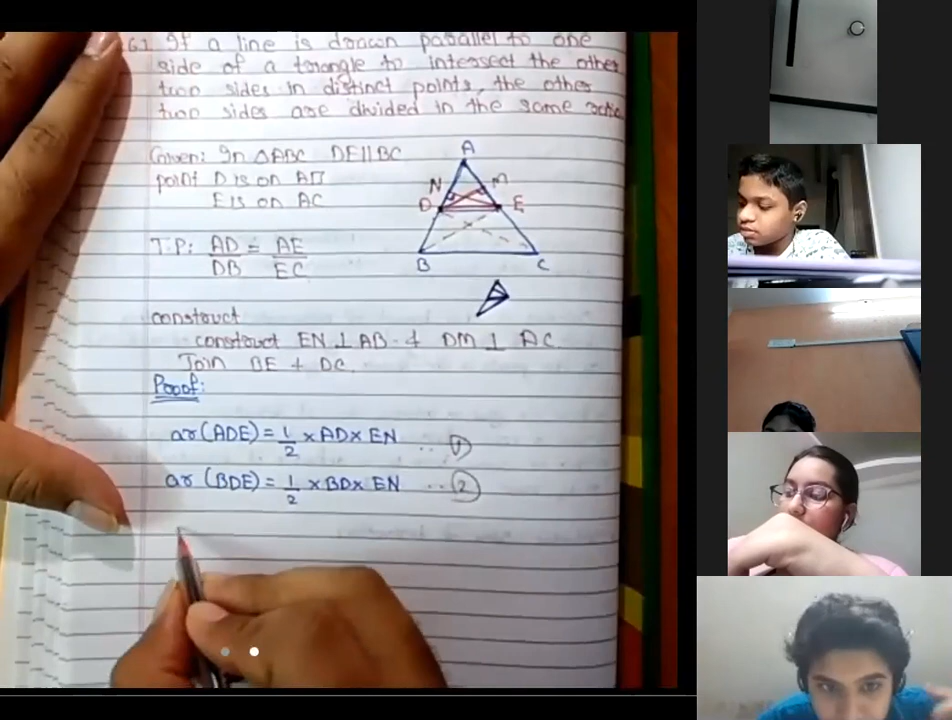 6.1 If a line is drawn parallel to one
side of a triangle to intersect the other
two sides in distinct points, the other
two sides are divided in the same ratio
Given: In △ABC DE||BC
point D is on AB
E is on AC
T.P: AD/DB = AE/EC
A
N M
D E
B C
construct
construct EN ⊥ AB & DM ⊥ AC
Join BE & DC.
Proof:
ar(ADE) = 1/2 × AD × EN .. ①
ar (BDE) = 1/2 × BD × EN .. ②